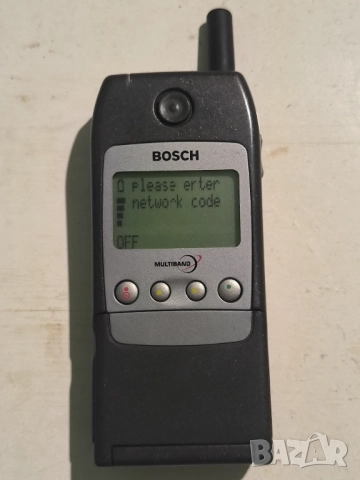 BOSCH
please enter
network code
OFF
MULTIBAND
BAZAR